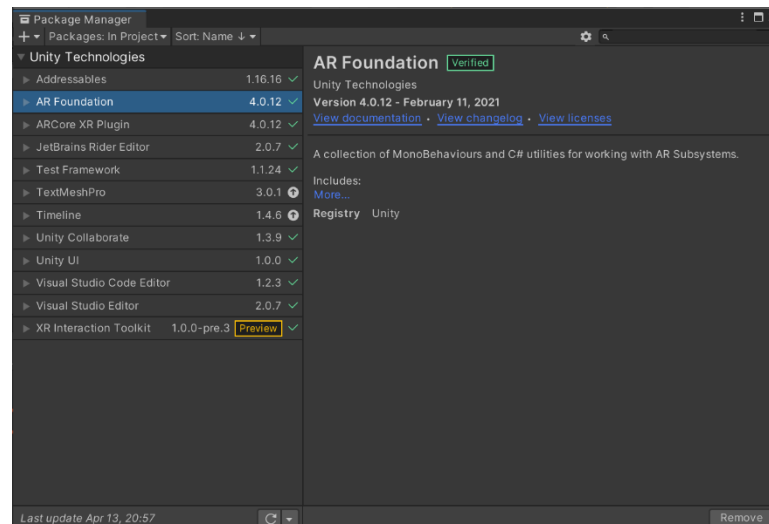 Package Manager
+ Packages: In Project Sort: Name ↓
Unity Technologies
Addressables 1.16.16
AR Foundation 4.0.12
ARCore XR Plugin 4.0.12
JetBrains Rider Editor 2.0.7
Test Framework 1.1.24
TextMeshPro 3.0.1
Timeline 1.4.6
Unity Collaborate 1.3.9
Unity UI 1.0.0
Visual Studio Code Editor 1.2.3
Visual Studio Editor 2.0.7
XR Interaction Toolkit 1.0.0-pre.3 Preview
Last update Apr 13, 20:57
AR Foundation Verified
Unity Technologies
Version 4.0.12 - February 11, 2021
View documentation • View changelog • View licenses
A collection of MonoBehaviours and C# utilities for working with AR Subsystems.
Includes:
More...
Registry Unity
Remove